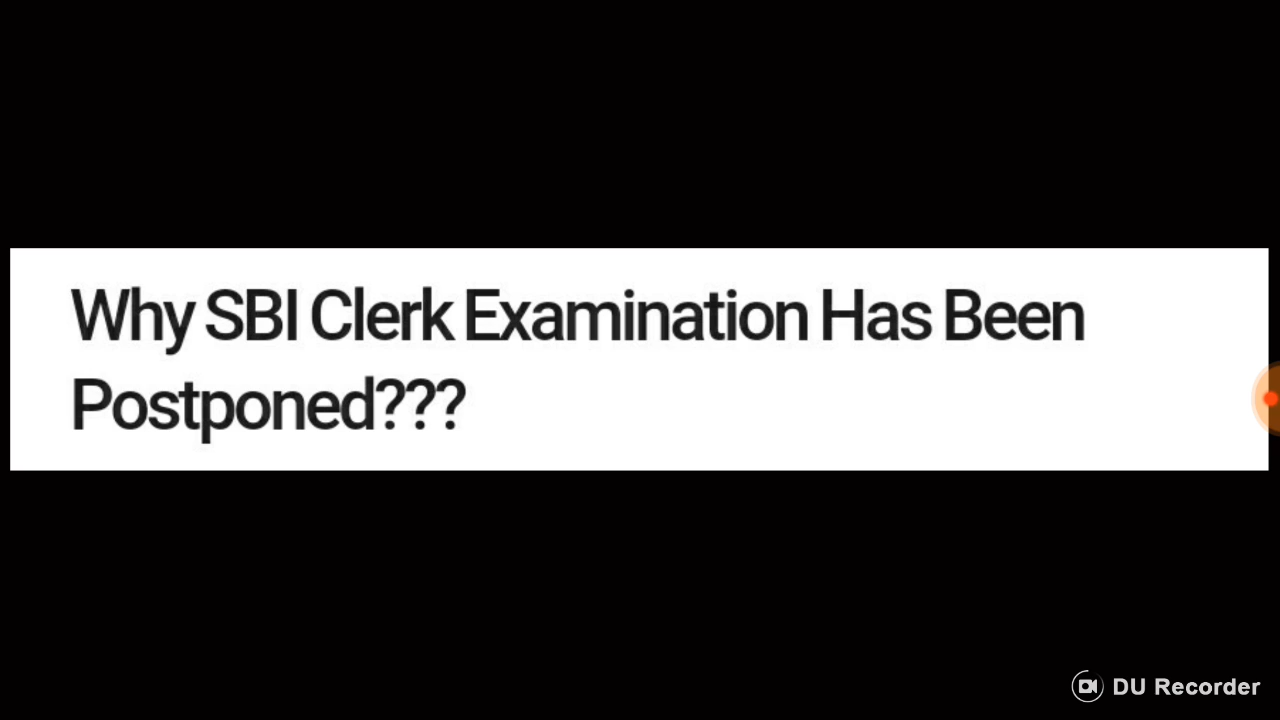 Why SBI Clerk Examination Has Been
Postponed???
DU Recorder